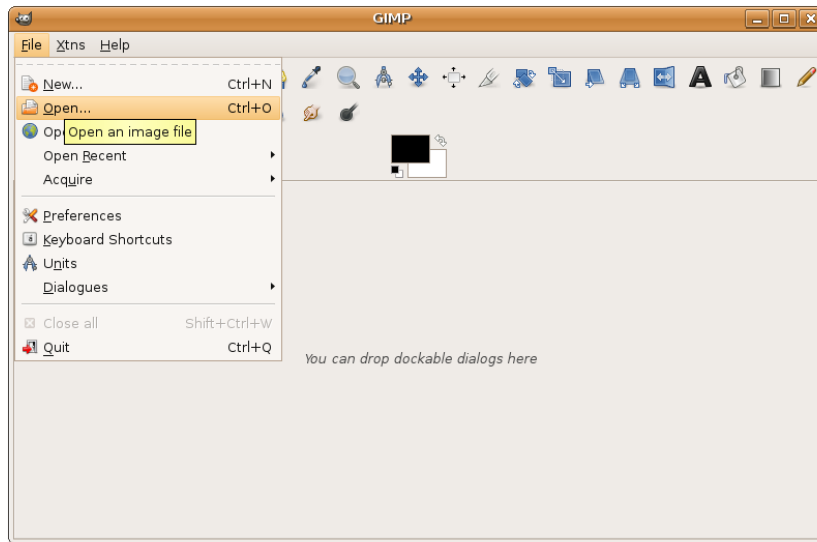 GIMP
File Xtns Help
New... Ctrl+N
Open... Ctrl+O
Op
Open an image file
Open Recent
Acquire
Preferences
Keyboard Shortcuts
Units
Dialogues
Close all Shift+Ctrl+W
Quit Ctrl+Q
You can drop dockable dialogs here